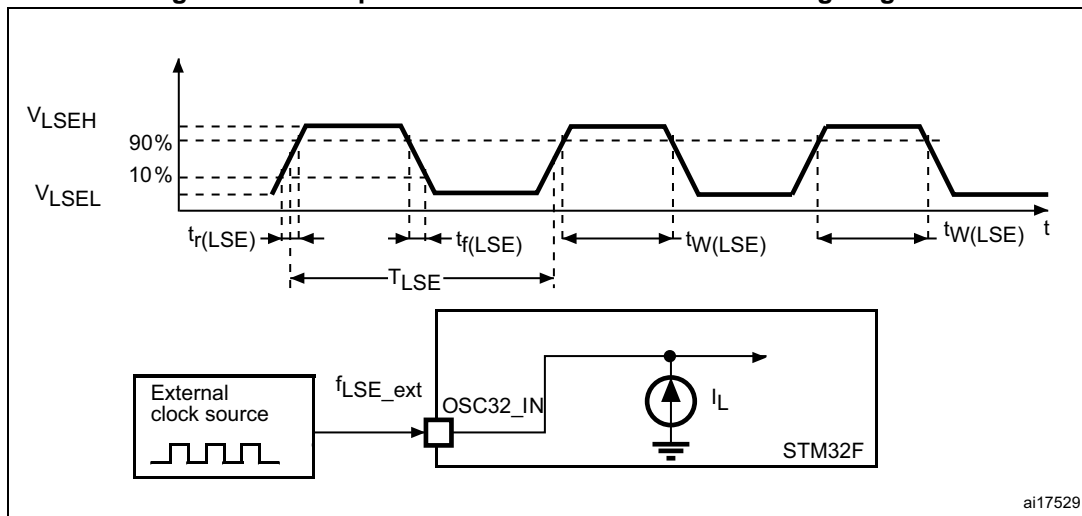 VLSEH
90%
10%
VLSEL
tr(LSE)
tf(LSE)
tW(LSE)
tW(LSE)
t
TLSE
External
clock source
fLSE_ext
OSC32_IN
IL
STM32F
ai17529